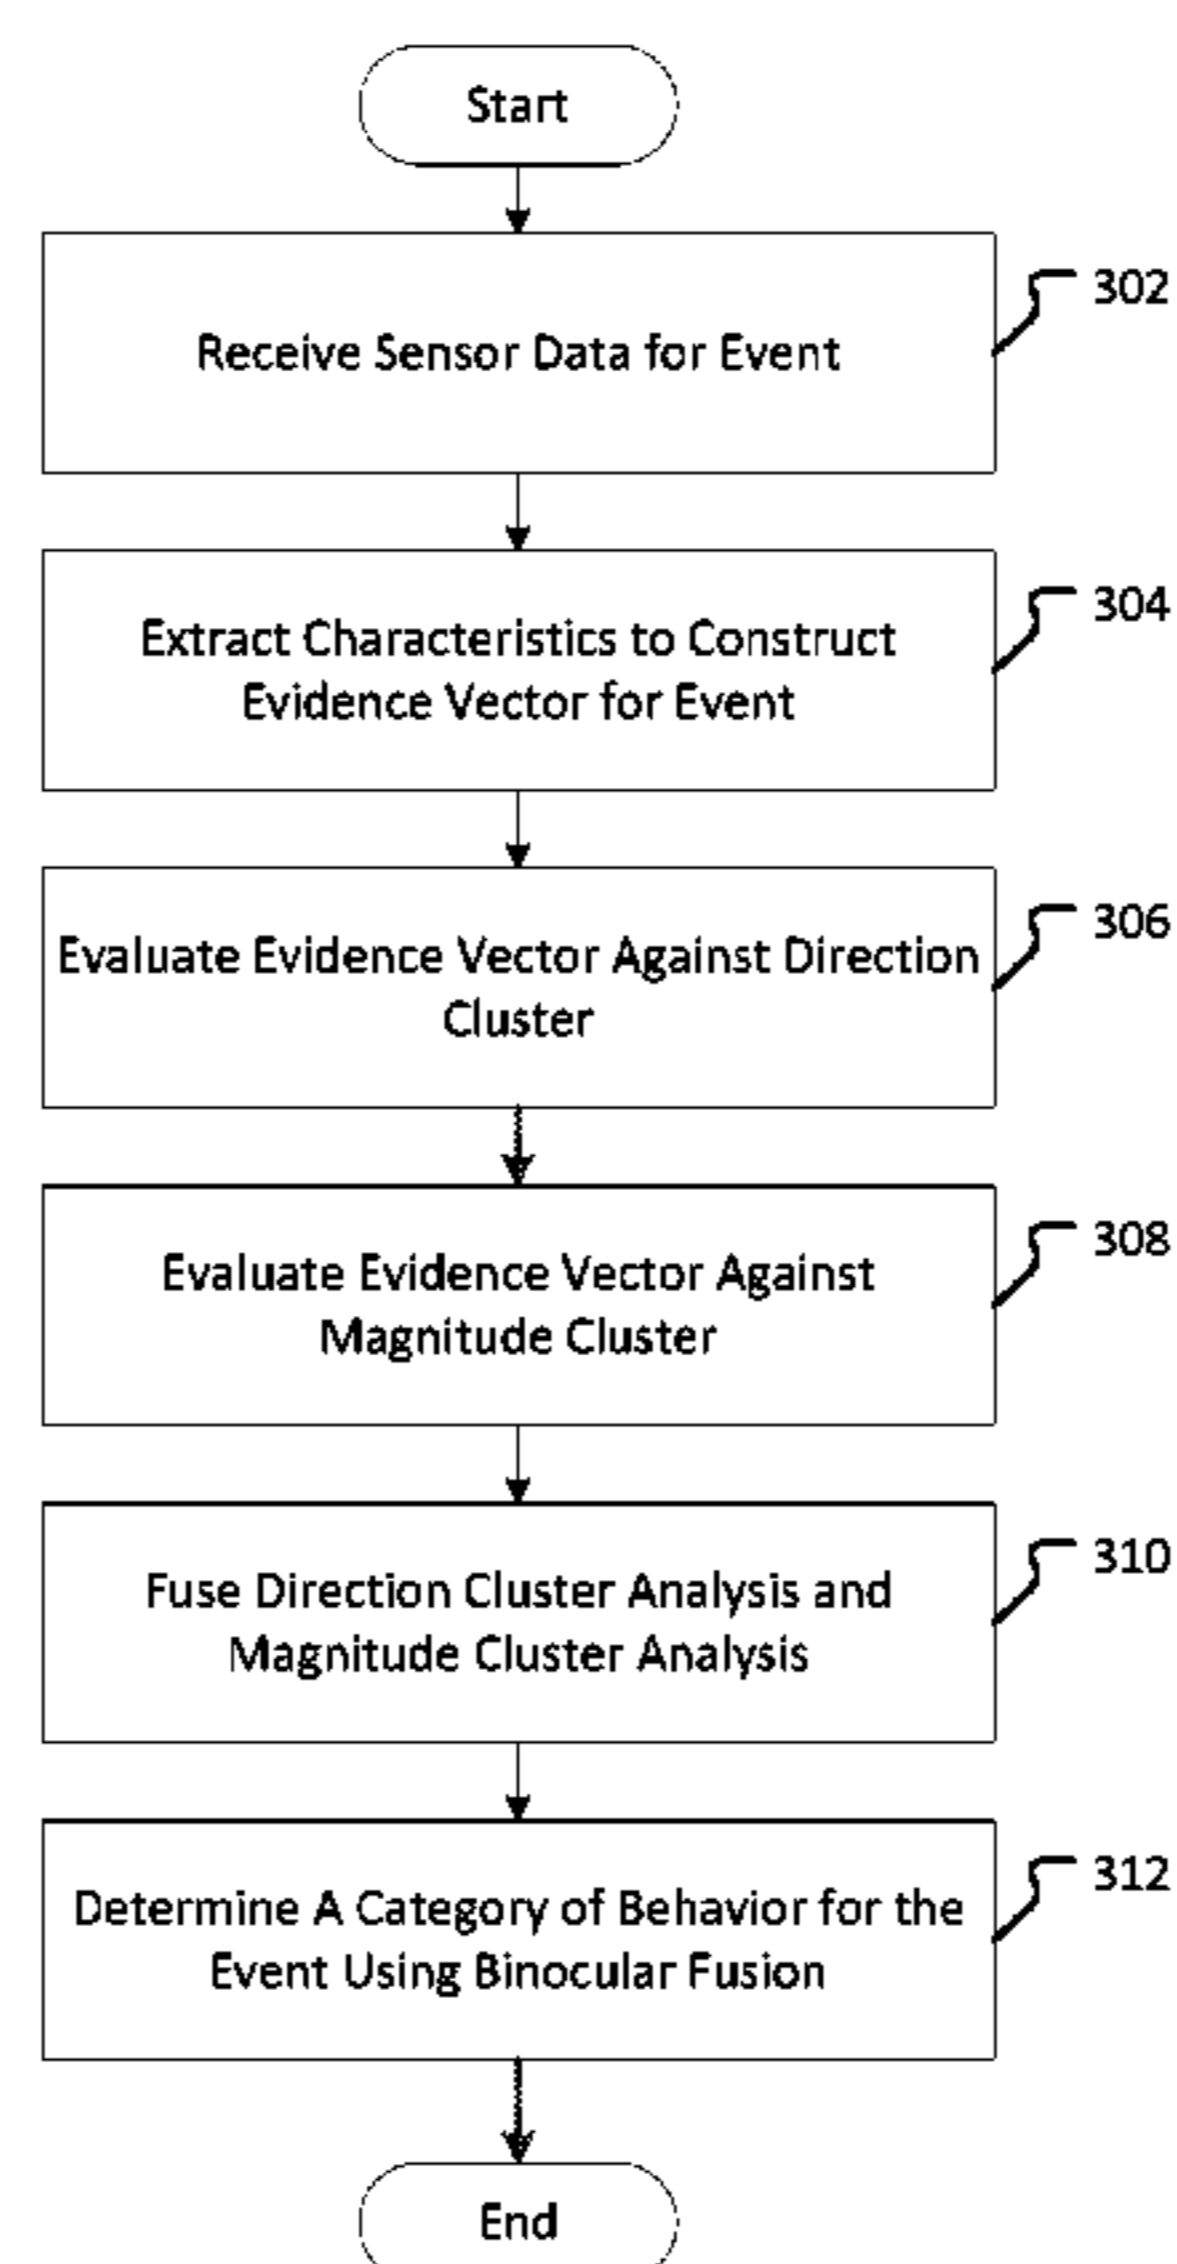 Start
302
Receive Sensor Data for Event
304
Extract Characteristics to Construct
Evidence Vector for Event
306
Evaluate Evidence Vector Against Direction
Cluster
308
Evaluate Evidence Vector Against
Magnitude Cluster
310
Fuse Direction Cluster Analysis and
Magnitude Cluster Analysis
312
Determine A Category of Behavior for the
Event Using Binocular Fusion
End